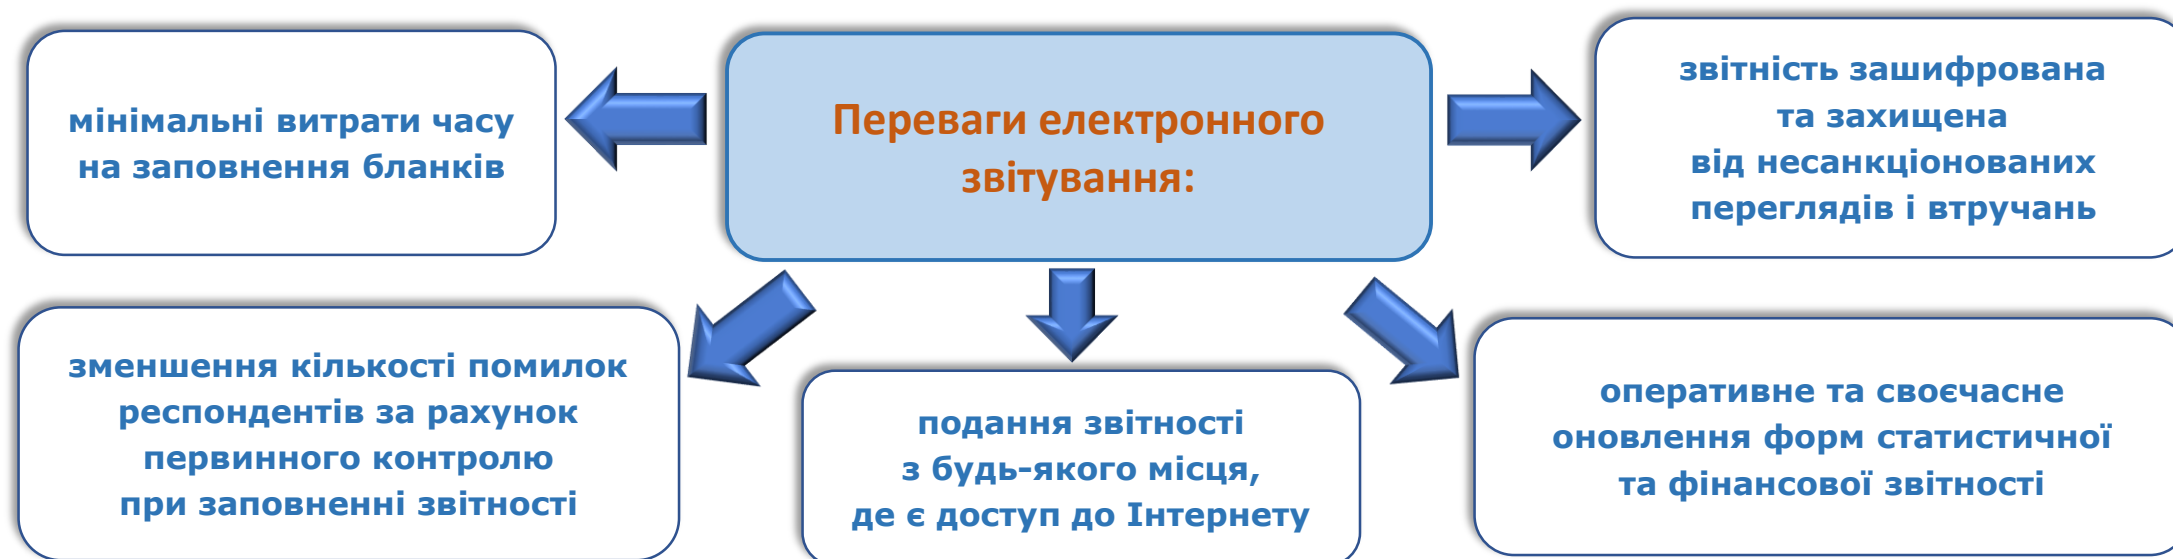 мінімальні витрати часу
на заповнення бланків
Переваги електронного
звітування:
звітність зашифрована
та захищена
від несанкціонованих
переглядів і втручань
зменшення кількості помилок
респондентів за рахунок
первинного контролю
при заповненні звітності
подання звітності
з будь-якого місця,
де є доступ до Інтернету
оперативне та своєчасне
оновлення форм статистичної
та фінансової звітності